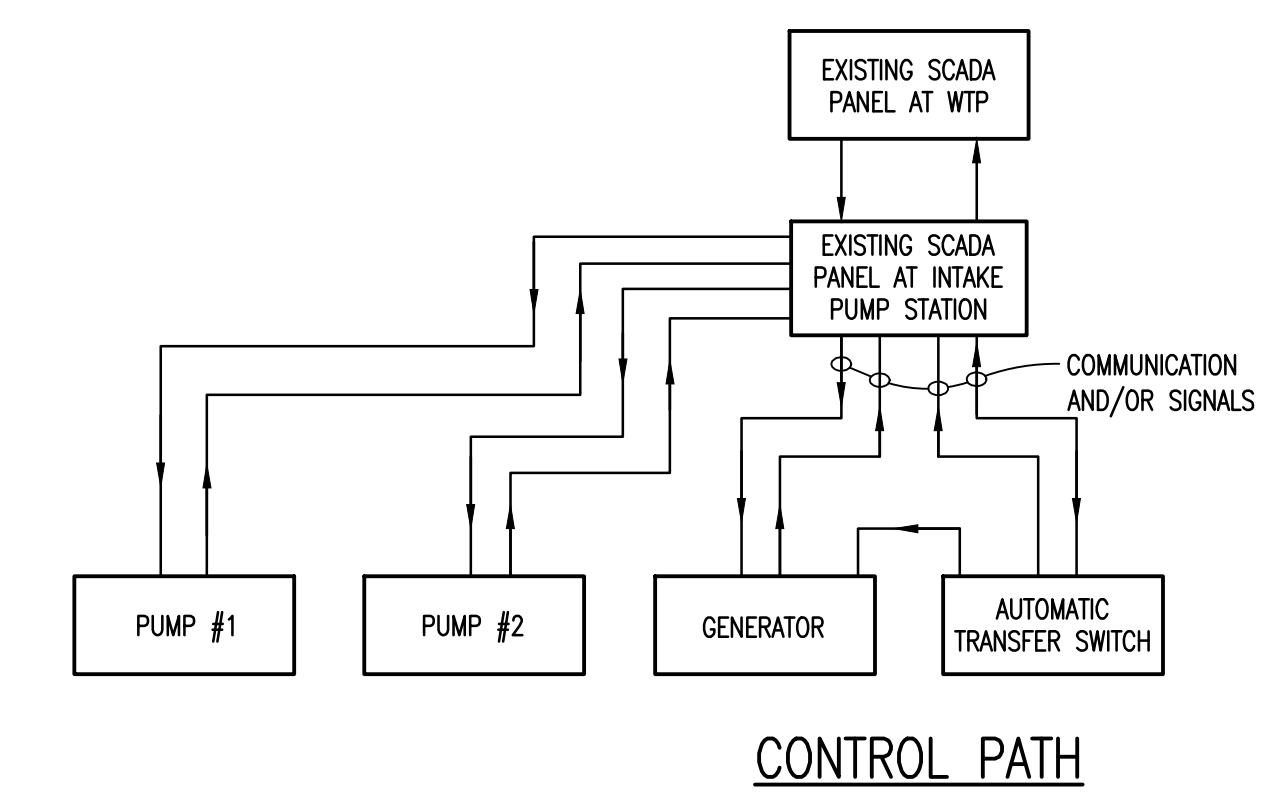 EXISTING SCADA
PANEL AT WTP
EXISTING SCADA
PANEL AT INTAKE
PUMP STATION
COMMUNICATION
AND/OR SIGNALS
PUMP #1
PUMP #2
GENERATOR
AUTOMATIC
TRANSFER SWITCH
CONTROL PATH